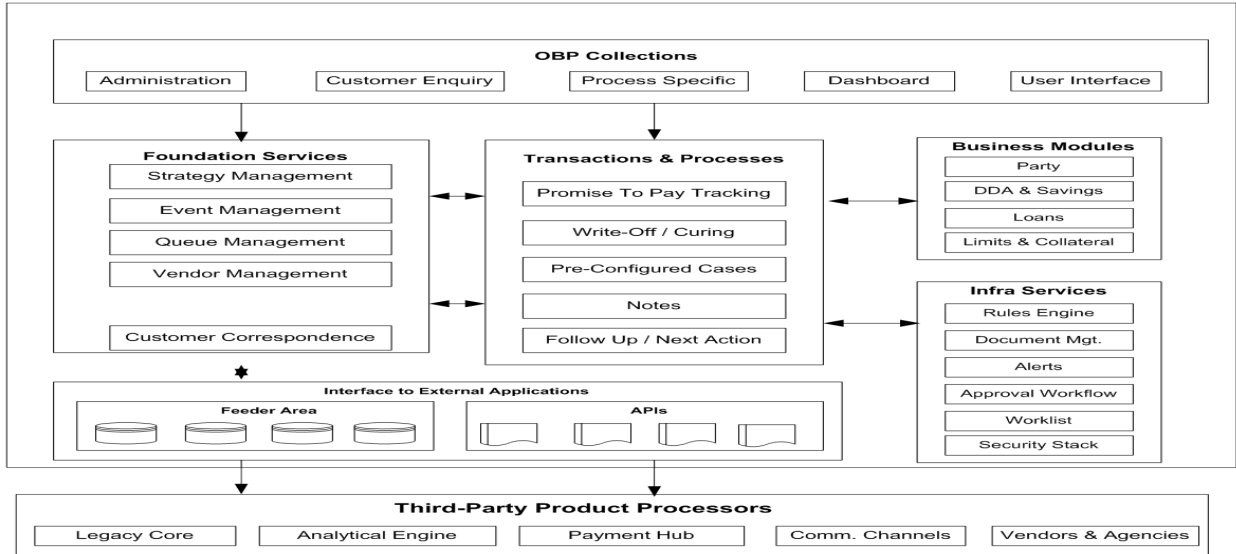 OBP Collections
Administration
Customer Enquiry
Process Specific
Dashboard
User Interface
Foundation Services
Strategy Management
Event Management
Queue Management
Vendor Management
Customer Correspondence
Transactions & Processes
Promise To Pay Tracking
Write-Off / Curing
Pre-Configured Cases
Notes
Follow Up / Next Action
Business Modules
Party
DDA & Savings
Loans
Limits & Collateral
Infra Services
Rules Engine
Document Mgt.
Alerts
Approval Workflow
Worklist
Security Stack
Interface to External Applications
Feeder Area
APIs
Third-Party Product Processors
Legacy Core
Analytical Engine
Payment Hub
Comm. Channels
Vendors & Agencies